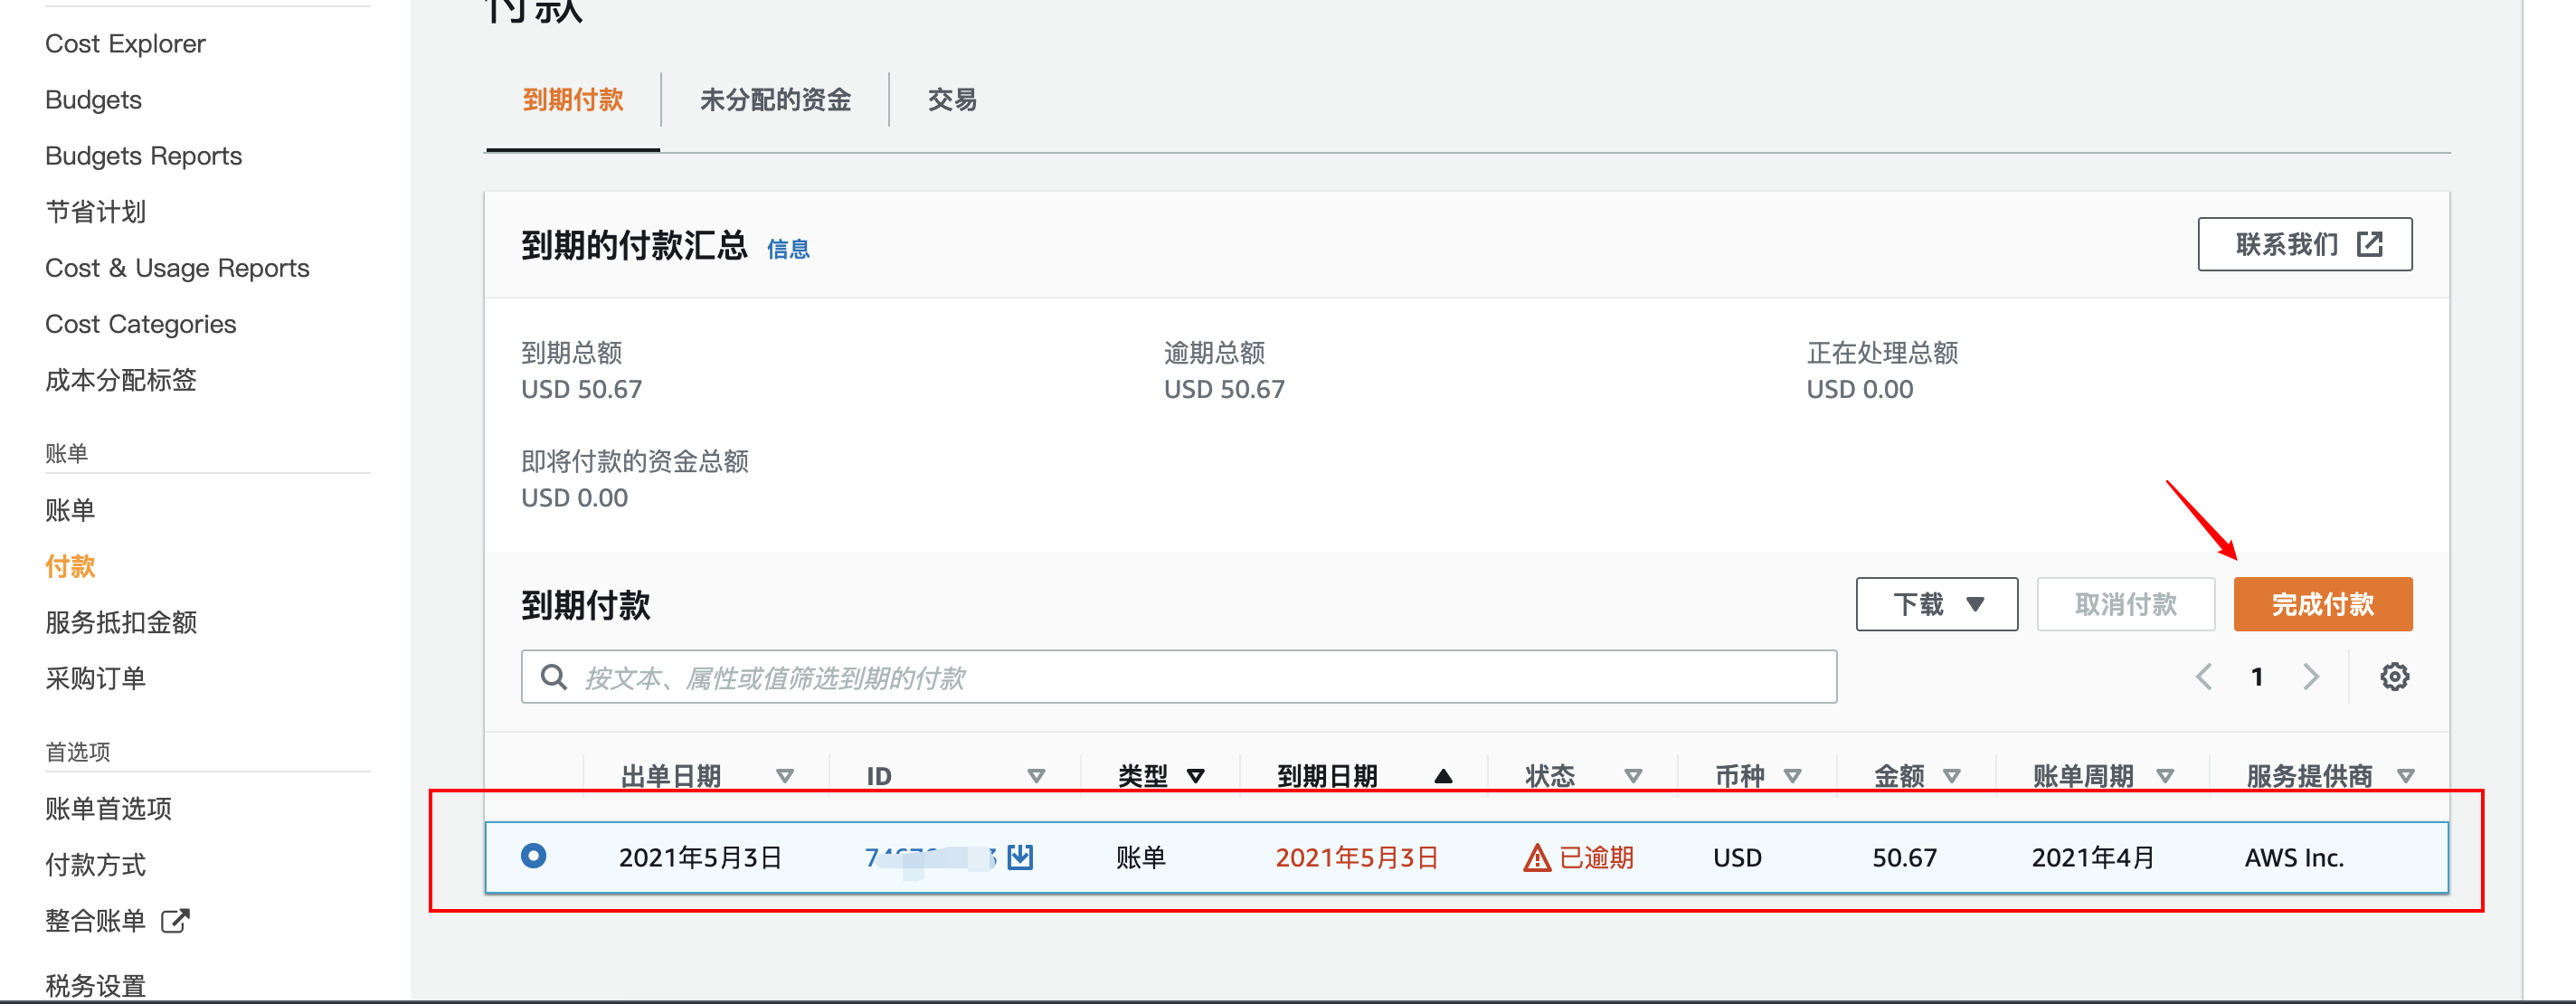 付款
Cost Explorer
Budgets
Budgets Reports
节省计划
Cost & Usage Reports
Cost Categories
成本分配标签
账单
账单
付款
服务抵扣金额
采购订单
首选项
账单首选项
付款方式
整合账单
税务设置
到期付款 未分配的资金 交易
到期的付款汇总 信息 联系我们
到期总额 逾期总额 正在处理总额
USD 50.67 USD 50.67 USD 0.00
即将付款的资金总额
USD 0.00
到期付款 下载 取消付款 完成付款
按文本、属性或值筛选到期的付款 1
出单日期 ID 类型 到期日期 状态 币种 金额 账单周期 服务提供商
2021年5月3日 账单 2021年5月3日 已逾期 USD 50.67 2021年4月 AWS Inc.